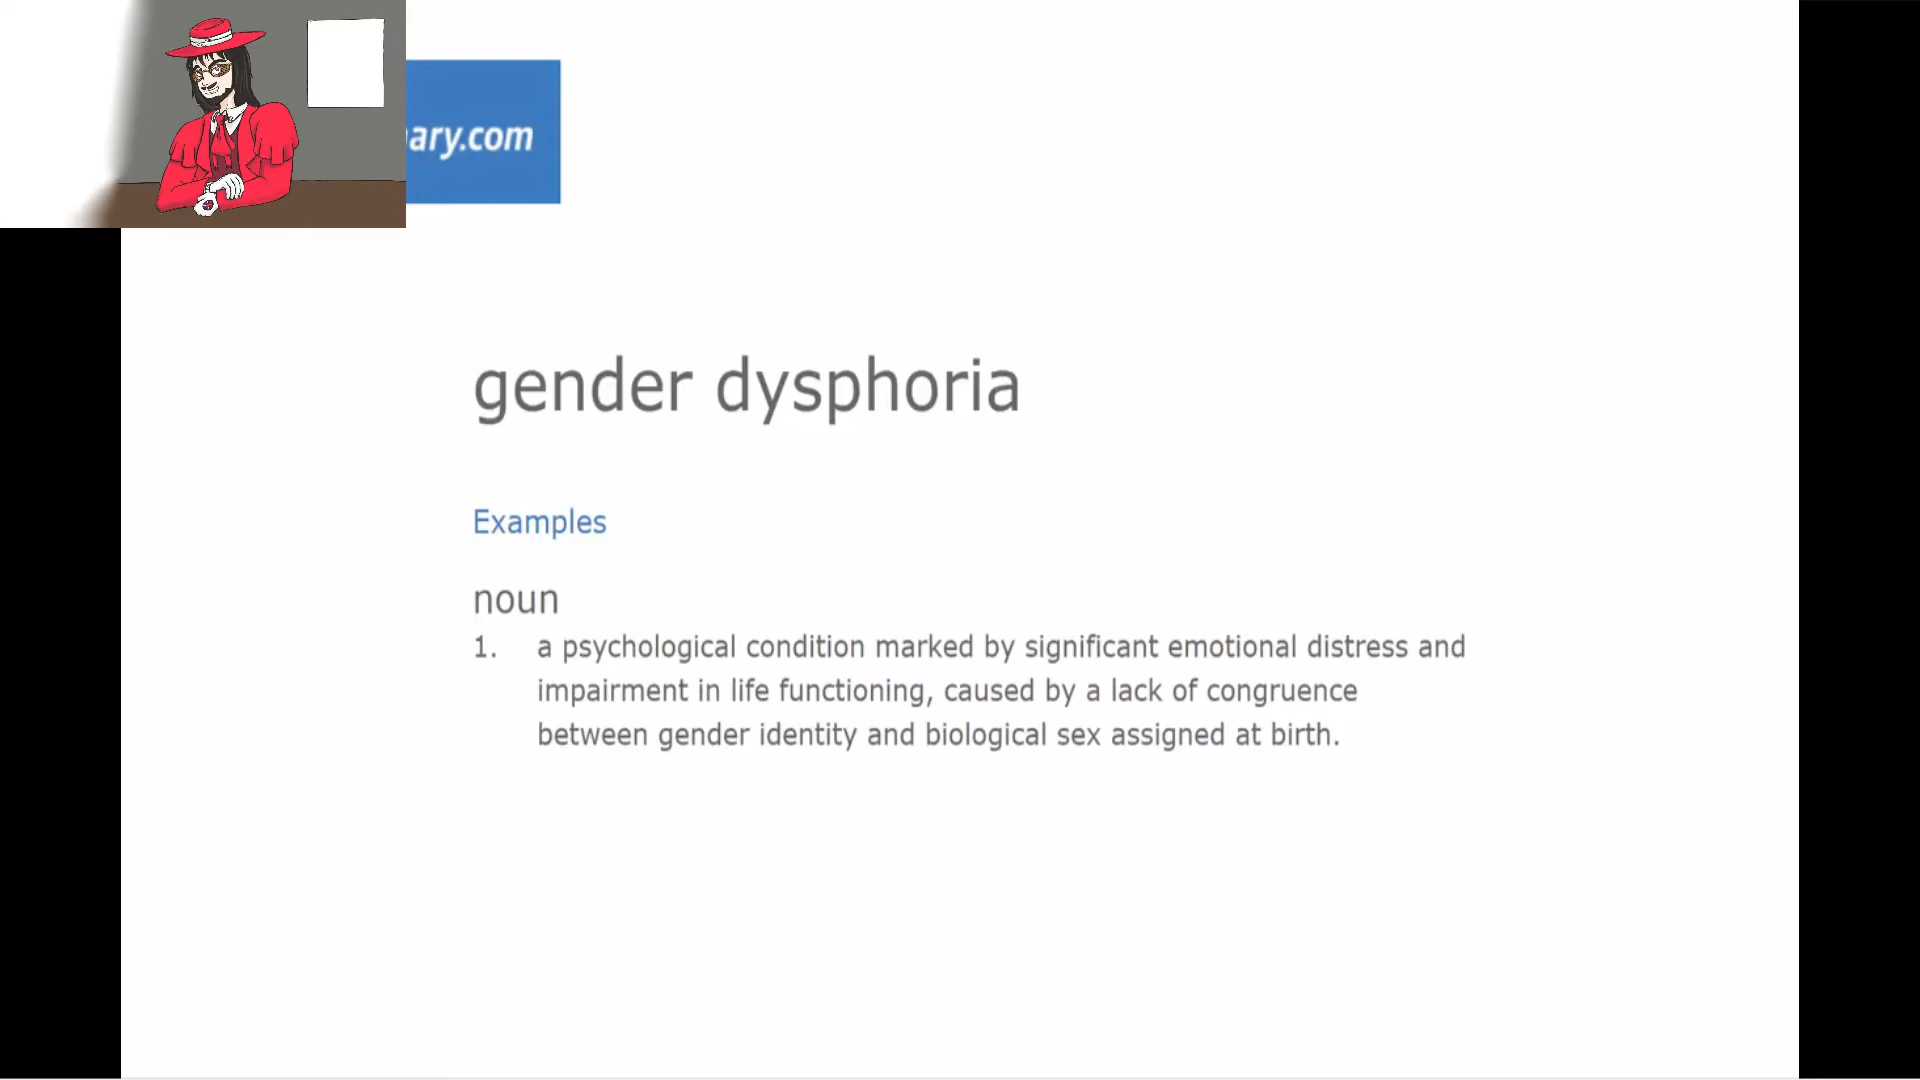 ary.com
gender dysphoria
Examples
noun
1. a psychological condition marked by significant emotional distress and
impairment in life functioning, caused by a lack of congruence
between gender identity and biological sex assigned at birth.